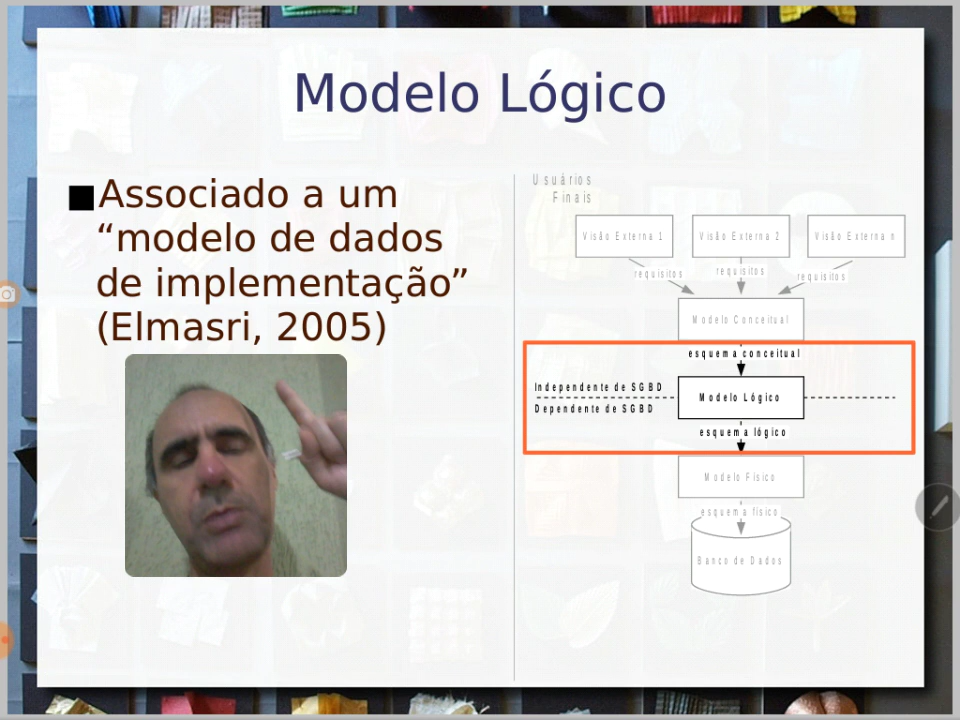 Modelo Lógico
■Associado a um
“modelo de dados
de implementação”
(Elmasri, 2005)
Usuários
Finais
Visão Externa 1
Visão Externa 2
Visão Externa n
requisitos
requisitos
requisitos
Modelo Conceitual
esquema conceitual
Independente de SGBD
Modelo Lógico
Dependente de SGBD
esquema lógico
Modelo Físico
esquema físico
Banco de Dados